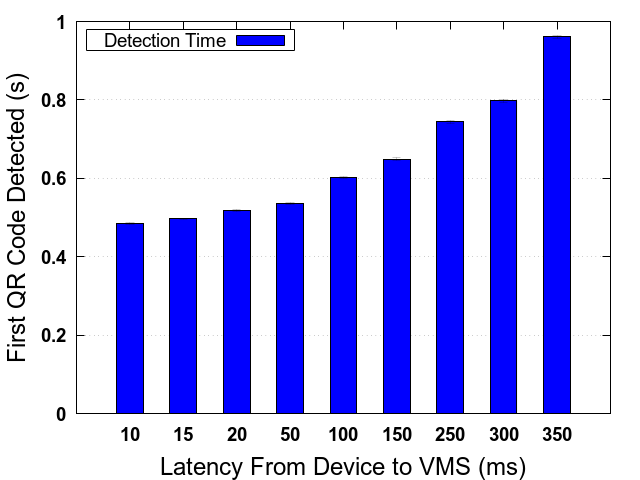 1
Detection Time
0.8
0.6
0.4
0.2
0
First QR Code Detected (s)
10 15 20 50 100 150 250 300 350
Latency From Device to VMS (ms)